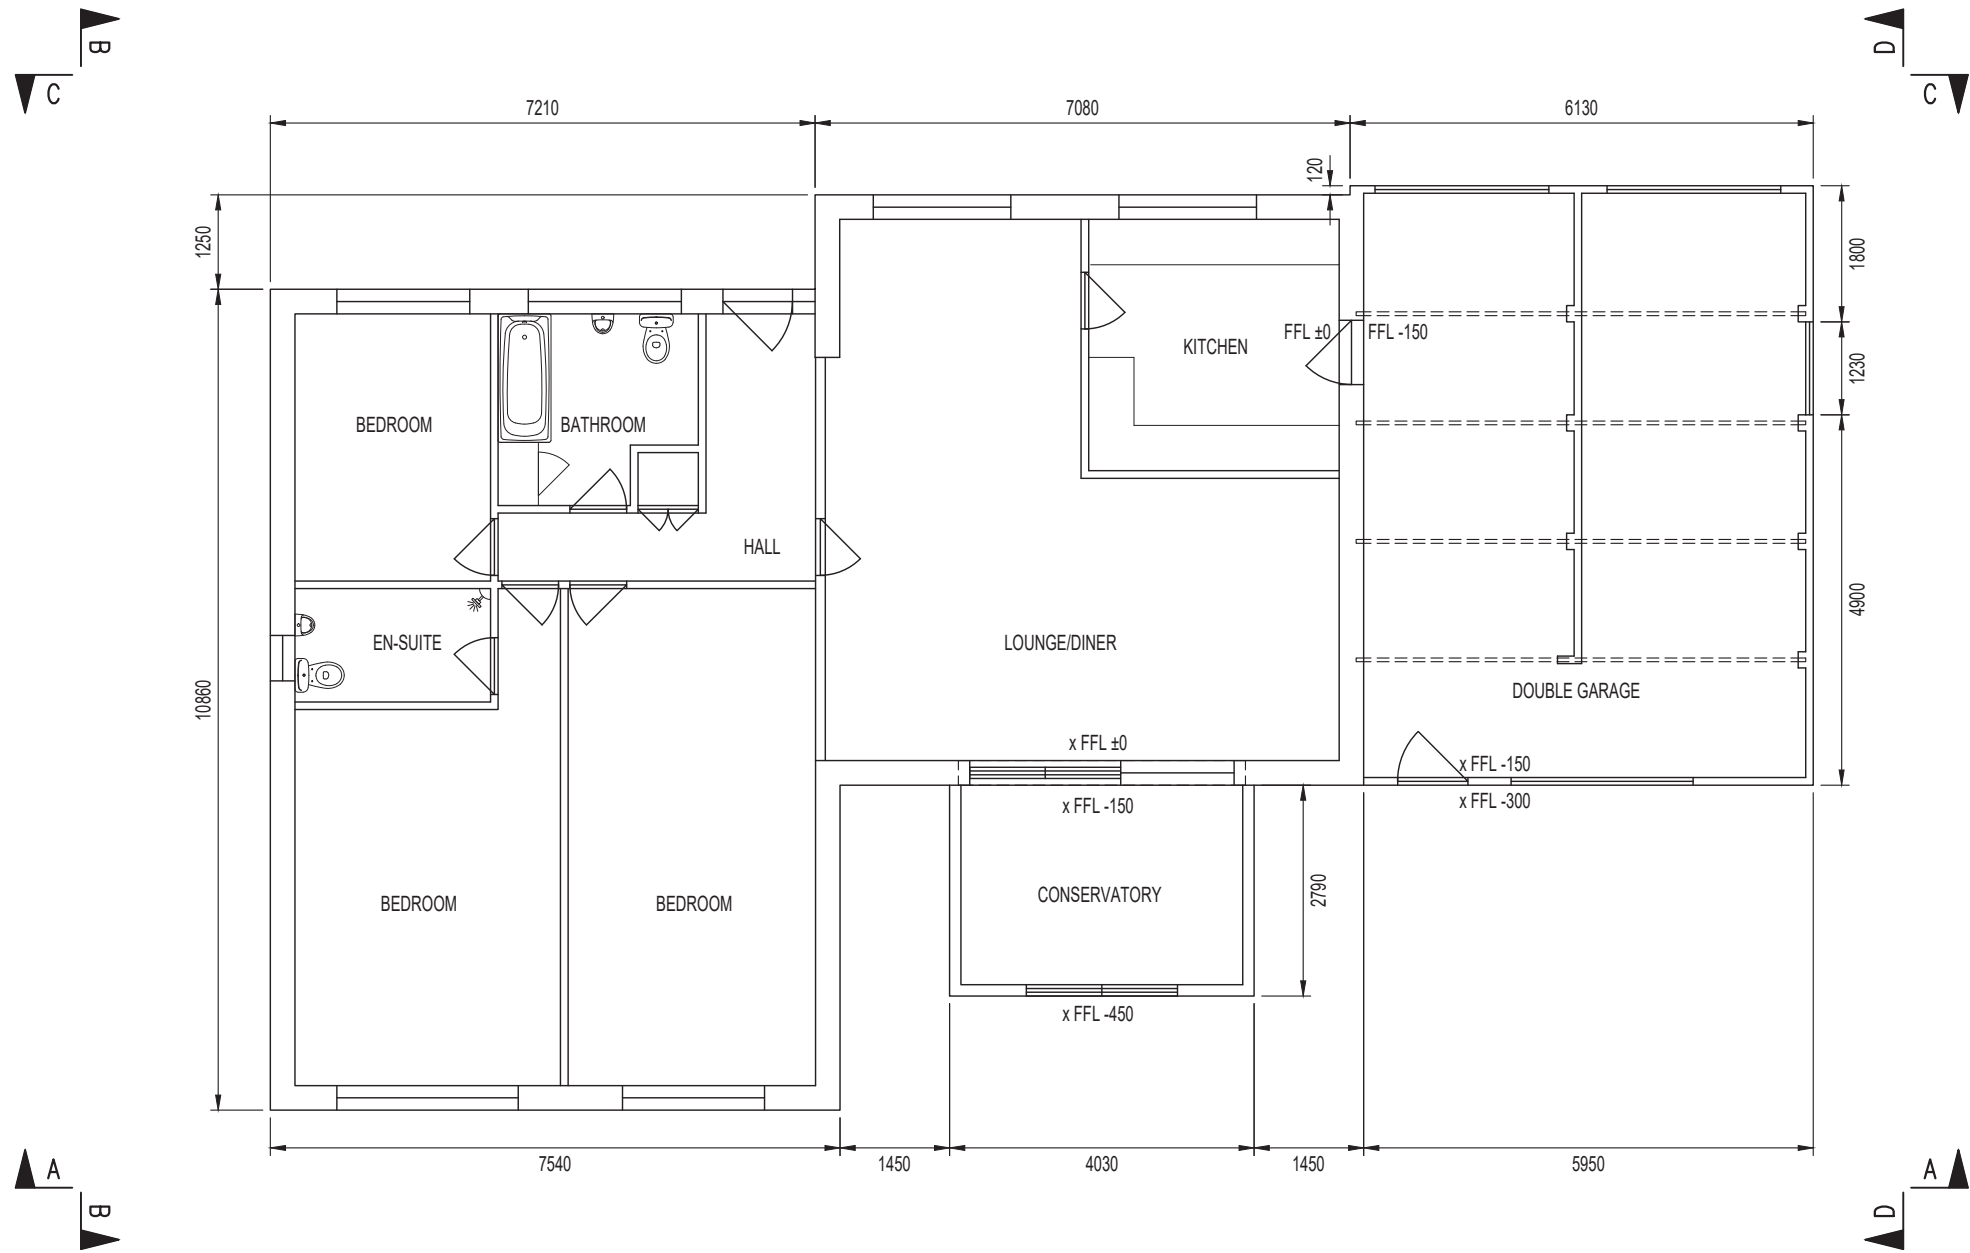 B
D
C
C
7210
7080
6130
120
1250
1800
FFL ±0
FFL -150
KITCHEN
1230
BEDROOM
BATHROOM
HALL
4900
EN-SUITE
LOUNGE/DINER
10860
DOUBLE GARAGE
x FFL ±0
x FFL -150
x FFL -150
x FFL -300
BEDROOM
BEDROOM
CONSERVATORY
2790
x FFL -450
7540
1450
4030
1450
5950
A
A
B
D